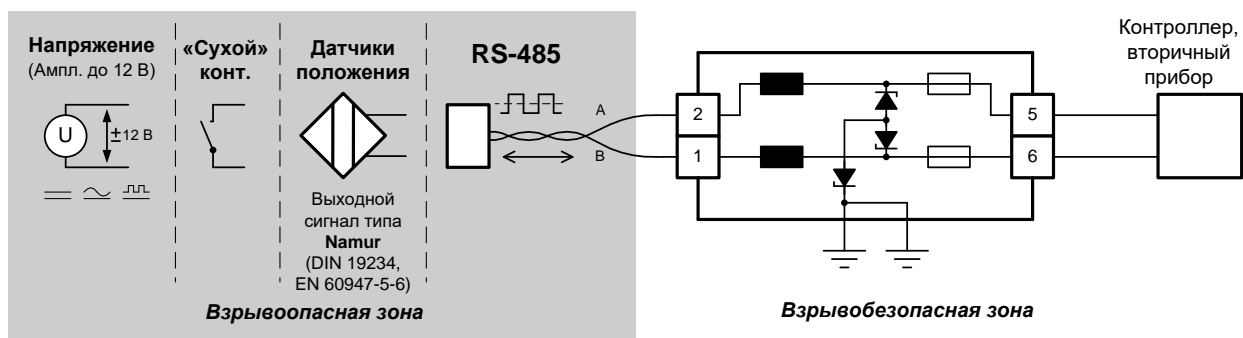 Напряжение
(Ампл. до 12 В)
U
±12 В
«Сухой»
конт.
Датчики
положения
Выходной
сигнал типа
Namur
(DIN 19234,
EN 60947-5-6)
RS-485
A
B
Взрывоопасная зона
2
1
5
6
Контроллер,
вторичный
прибор
Взрывобезопасная зона